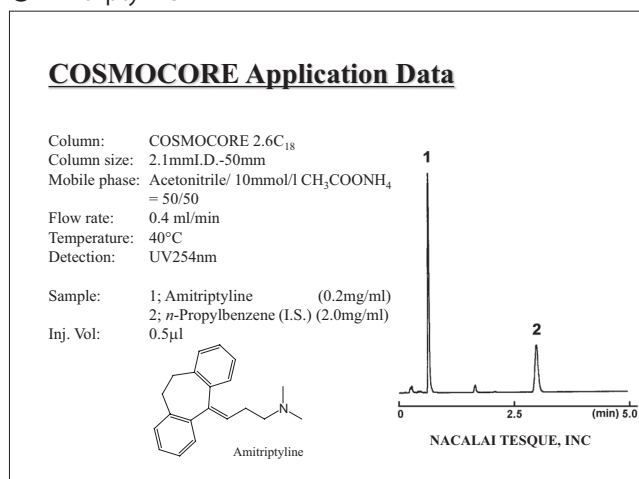 COSMOCORE Application Data
Column: COSMOCORE 2.6C₁₈
Column size: 2.1mmI.D.-50mm
Mobile phase: Acetonitrile/ 10mmol/l CH₃COONH₄
= 50/50
Flow rate: 0.4 ml/min
Temperature: 40°C
Detection: UV254nm
Sample: 1; Amitriptyline (0.2mg/ml)
2; n-Propylbenzene (I.S.) (2.0mg/ml)
Inj. Vol: 0.5µl
N
Amitriptyline
1
2
0 2.5 (min) 5.0
NACALAI TESQUE, INC